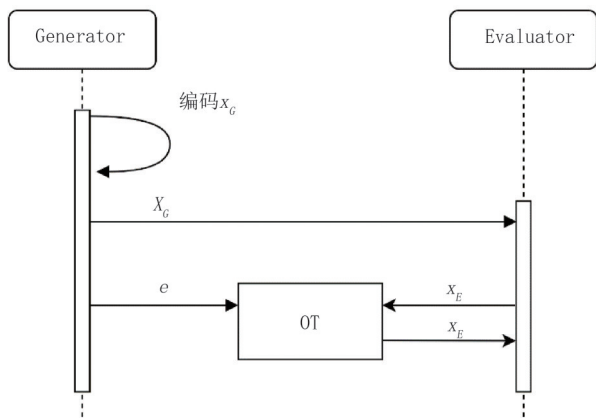 Generator
Evaluator
编码x_G
X_G
e
x_E
OT
x_E